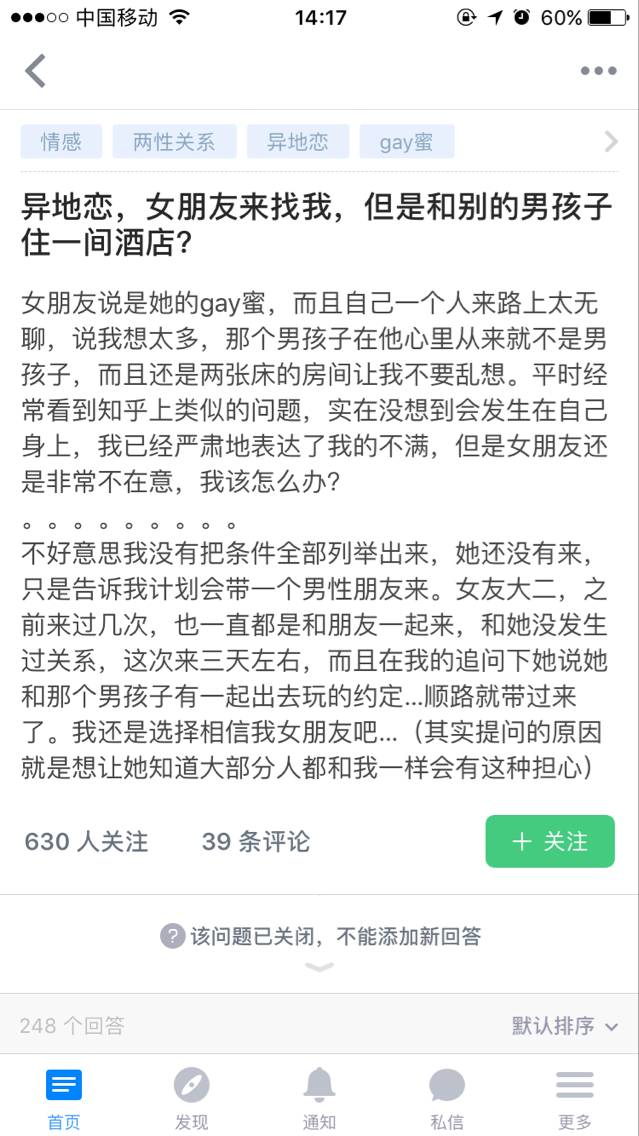 中国移动 14:17 60%
情感 两性关系 异地恋 gay蜜
异地恋，女朋友来找我，但是和别的男孩子
住一间酒店？
女朋友说是她的gay蜜，而且自己一个人来路上太无
聊，说我想太多，那个男孩子在他心里从来就不是男
孩子，而且还是两张床的房间让我不要乱想。平时经
常看到知乎上类似的问题，实在没想到会发生在自己
身上，我已经严肃地表达了我的不满，但是女朋友还
是非常不在意，我该怎么办？
。。。。。。。。。
不好意思我没有把条件全部列举出来，她还没有来，
只是告诉我计划会带一个男性朋友来。女友大二，之
前来过几次，也一直都是和朋友一起来，和她没发生
过关系，这次来三天左右，而且在我的追问下她说她
和那个男孩子有一起出去玩的约定...顺路就带过来
了。我还是选择相信我女朋友吧...（其实提问的原因
就是想让她知道大部分人都和我一样会有这种担心）
630 人关注 39 条评论 + 关注
? 该问题已关闭，不能添加新回答
248 个回答 默认排序
首页 发现 通知 私信 更多